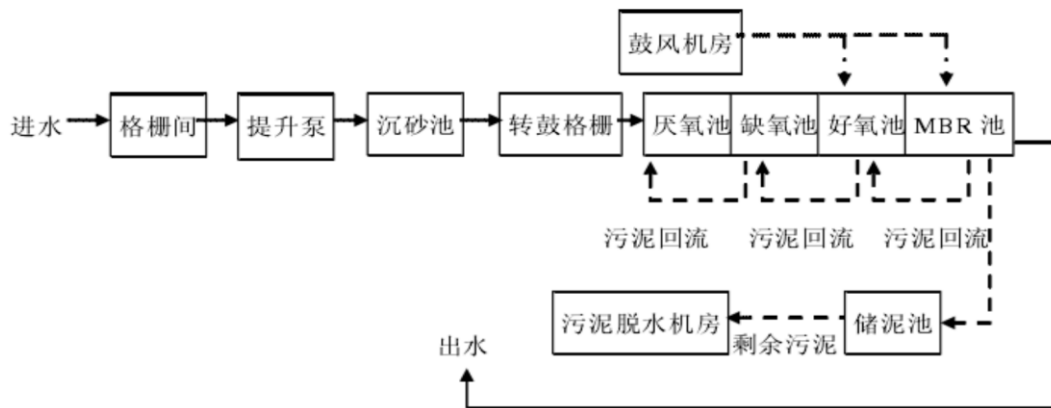 鼓风机房
进水
格栅间
提升泵
沉砂池
转鼓格栅
厌氧池
缺氧池
好氧池
MBR 池
污泥回流
污泥回流
污泥回流
污泥脱水机房
剩余污泥
储泥池
出水